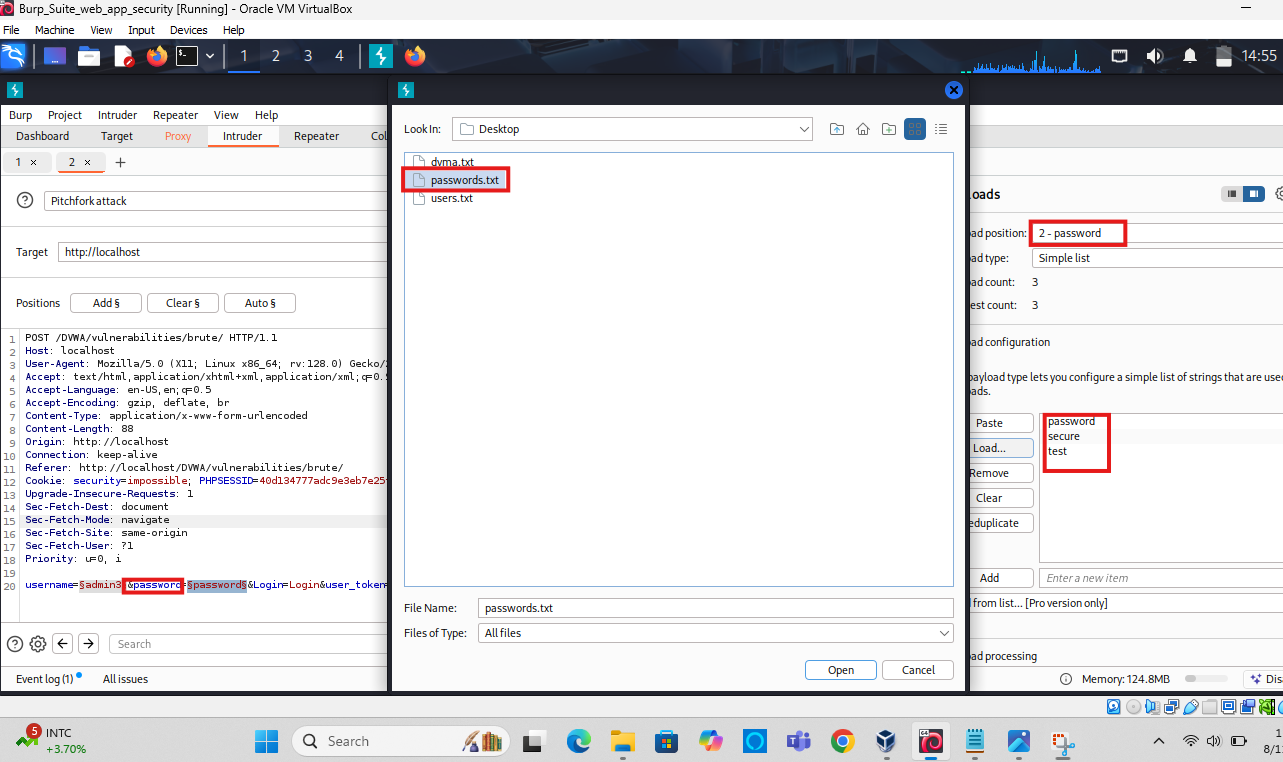 Burp_Suite_web_app_security [Running] - Oracle VM VirtualBox
File Machine View Input Devices Help
1 2 3 4 14:55
Burp Project Intruder Repeater View Help
Dashboard Target Proxy Intruder Repeater
1 × 2 × +
Pitchfork attack
Target http://localhost
Positions Add § Clear § Auto §
1 POST /DVWA/vulnerabilities/brute/ HTTP/1.1
2 Host: localhost
3 User-Agent: Mozilla/5.0 (X11; Linux x86_64; rv:128.0) Gecko/
4 Accept: text/html,application/xhtml+xml,application/xml;q=0.
5 Accept-Language: en-US,en;q=0.5
6 Accept-Encoding: gzip, deflate, br
7 Content-Type: application/x-www-form-urlencoded
8 Content-Length: 88
9 Origin: http://localhost
10 Connection: keep-alive
11 Referer: http://localhost/DVWA/vulnerabilities/brute/
12 Cookie: security=impossible; PHPSESSID=40d134777adc9e3eb7e25
13 Upgrade-Insecure-Requests: 1
14 Sec-Fetch-Dest: document
15 Sec-Fetch-Mode: navigate
16 Sec-Fetch-Site: same-origin
17 Sec-Fetch-User: ?1
18 Priority: u=0, i
19
20 username=§admin3 &password=§password§&Login=Login&user_token=
Search
Event log (1) All issues
Look In: Desktop
dvma.txt
passwords.txt
users.txt
File Name: passwords.txt
Files of Type: All files
Open Cancel
loads
ad position: 2 - password
ad type: Simple list
ad count: 3
est count: 3
ad configuration
payload type lets you configure a simple list of strings that are use
ads.
Paste
Load...
Remove
Clear
eduplicate
password
secure
test
Add Enter a new item
from list... [Pro version only]
ad processing
Memory: 124.8MB Dis
5 INTC
+3.70%
Search
8/1